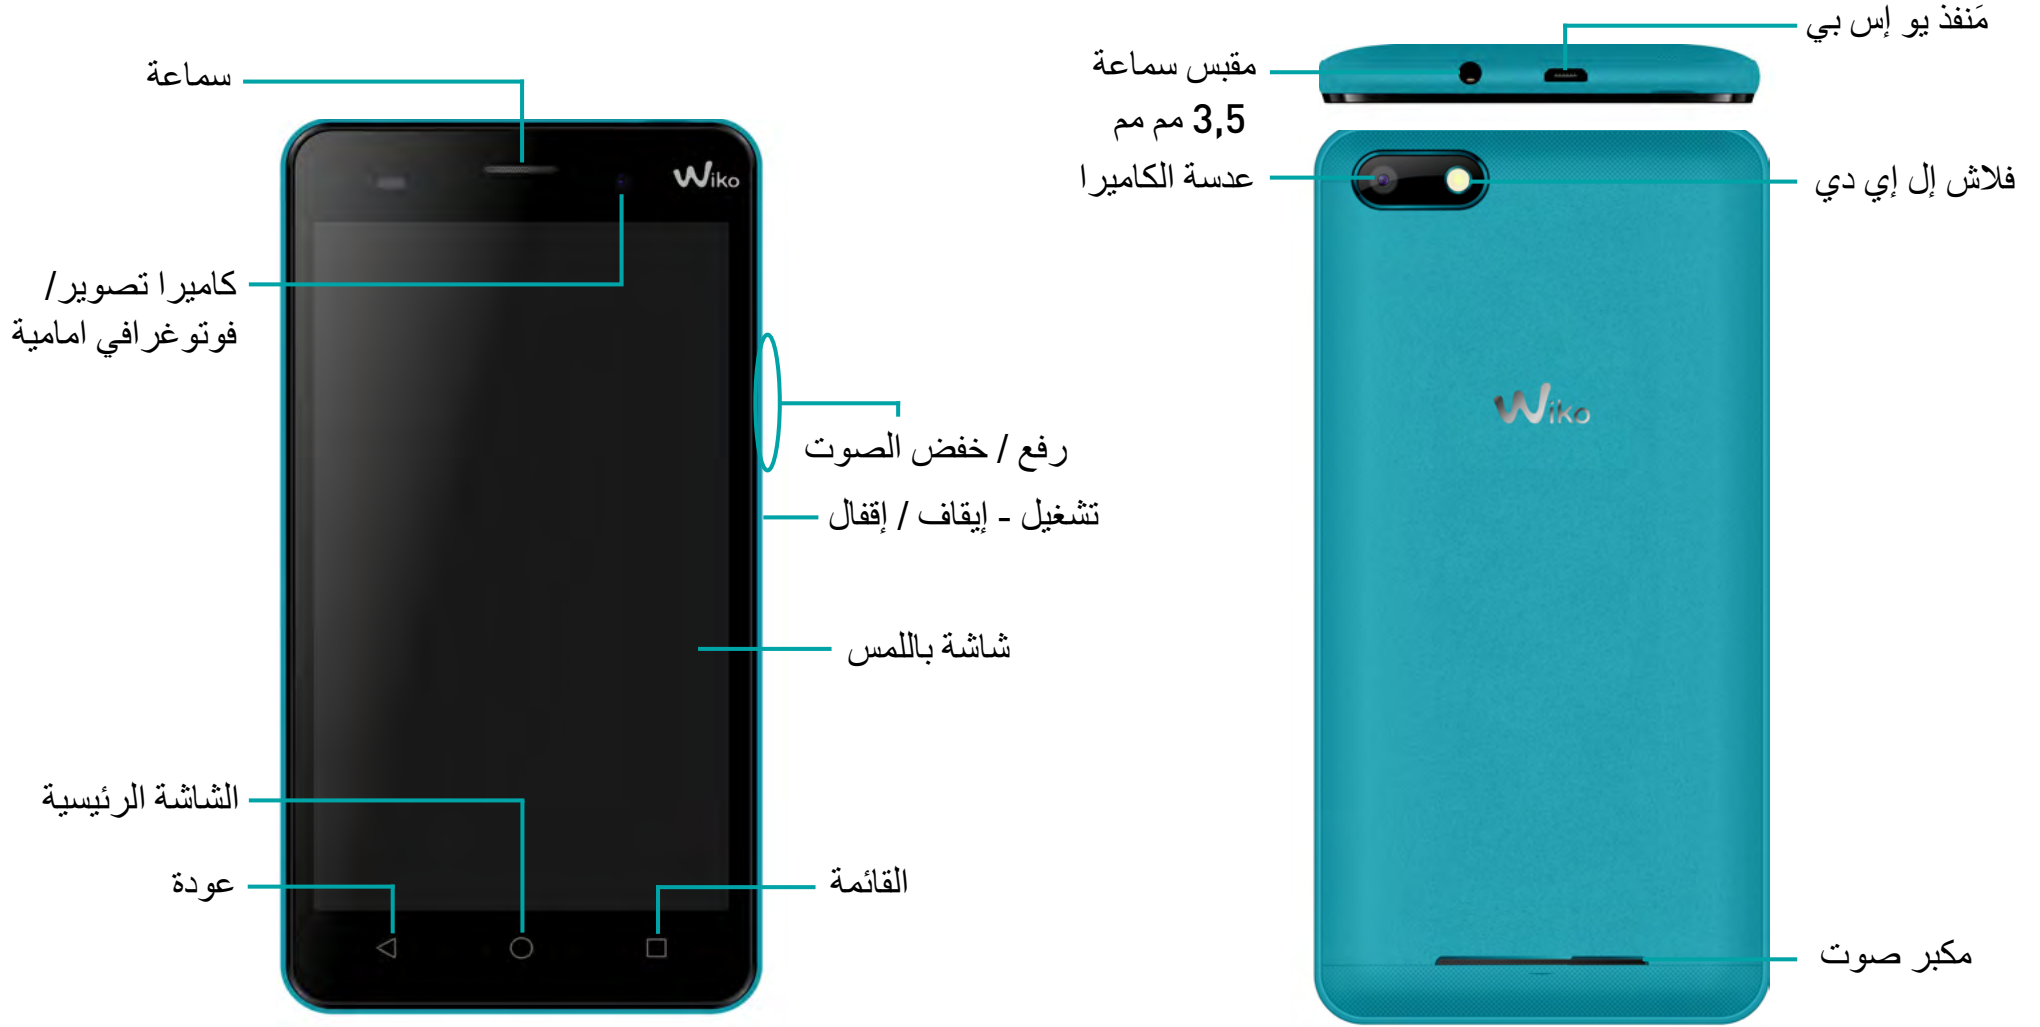 سماعة
Wiko
كاميرا تصوير/
فوتوغرافي امامية
رفع / خفض الصوت
تشغيل - إيقاف / إقفال
شاشة باللمس
الشاشة الرئيسية
عودة
القائمة
مَنفذ يو إس بي
مقبس سماعة
3,5 مم مم
عدسة الكاميرا
فلاش إل إي دي
Wiko
مكبر صوت